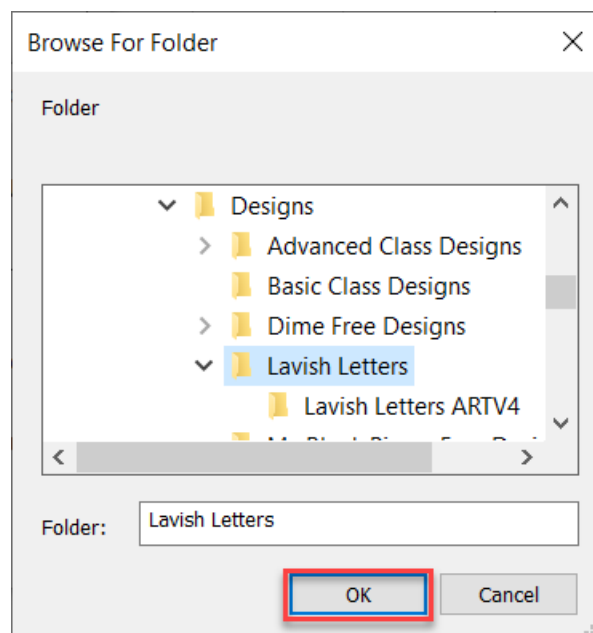 Browse For Folder
Folder
Designs
Advanced Class Designs
Basic Class Designs
Dime Free Designs
Lavish Letters
Lavish Letters ARTV4
Folder:
Lavish Letters
OK
Cancel